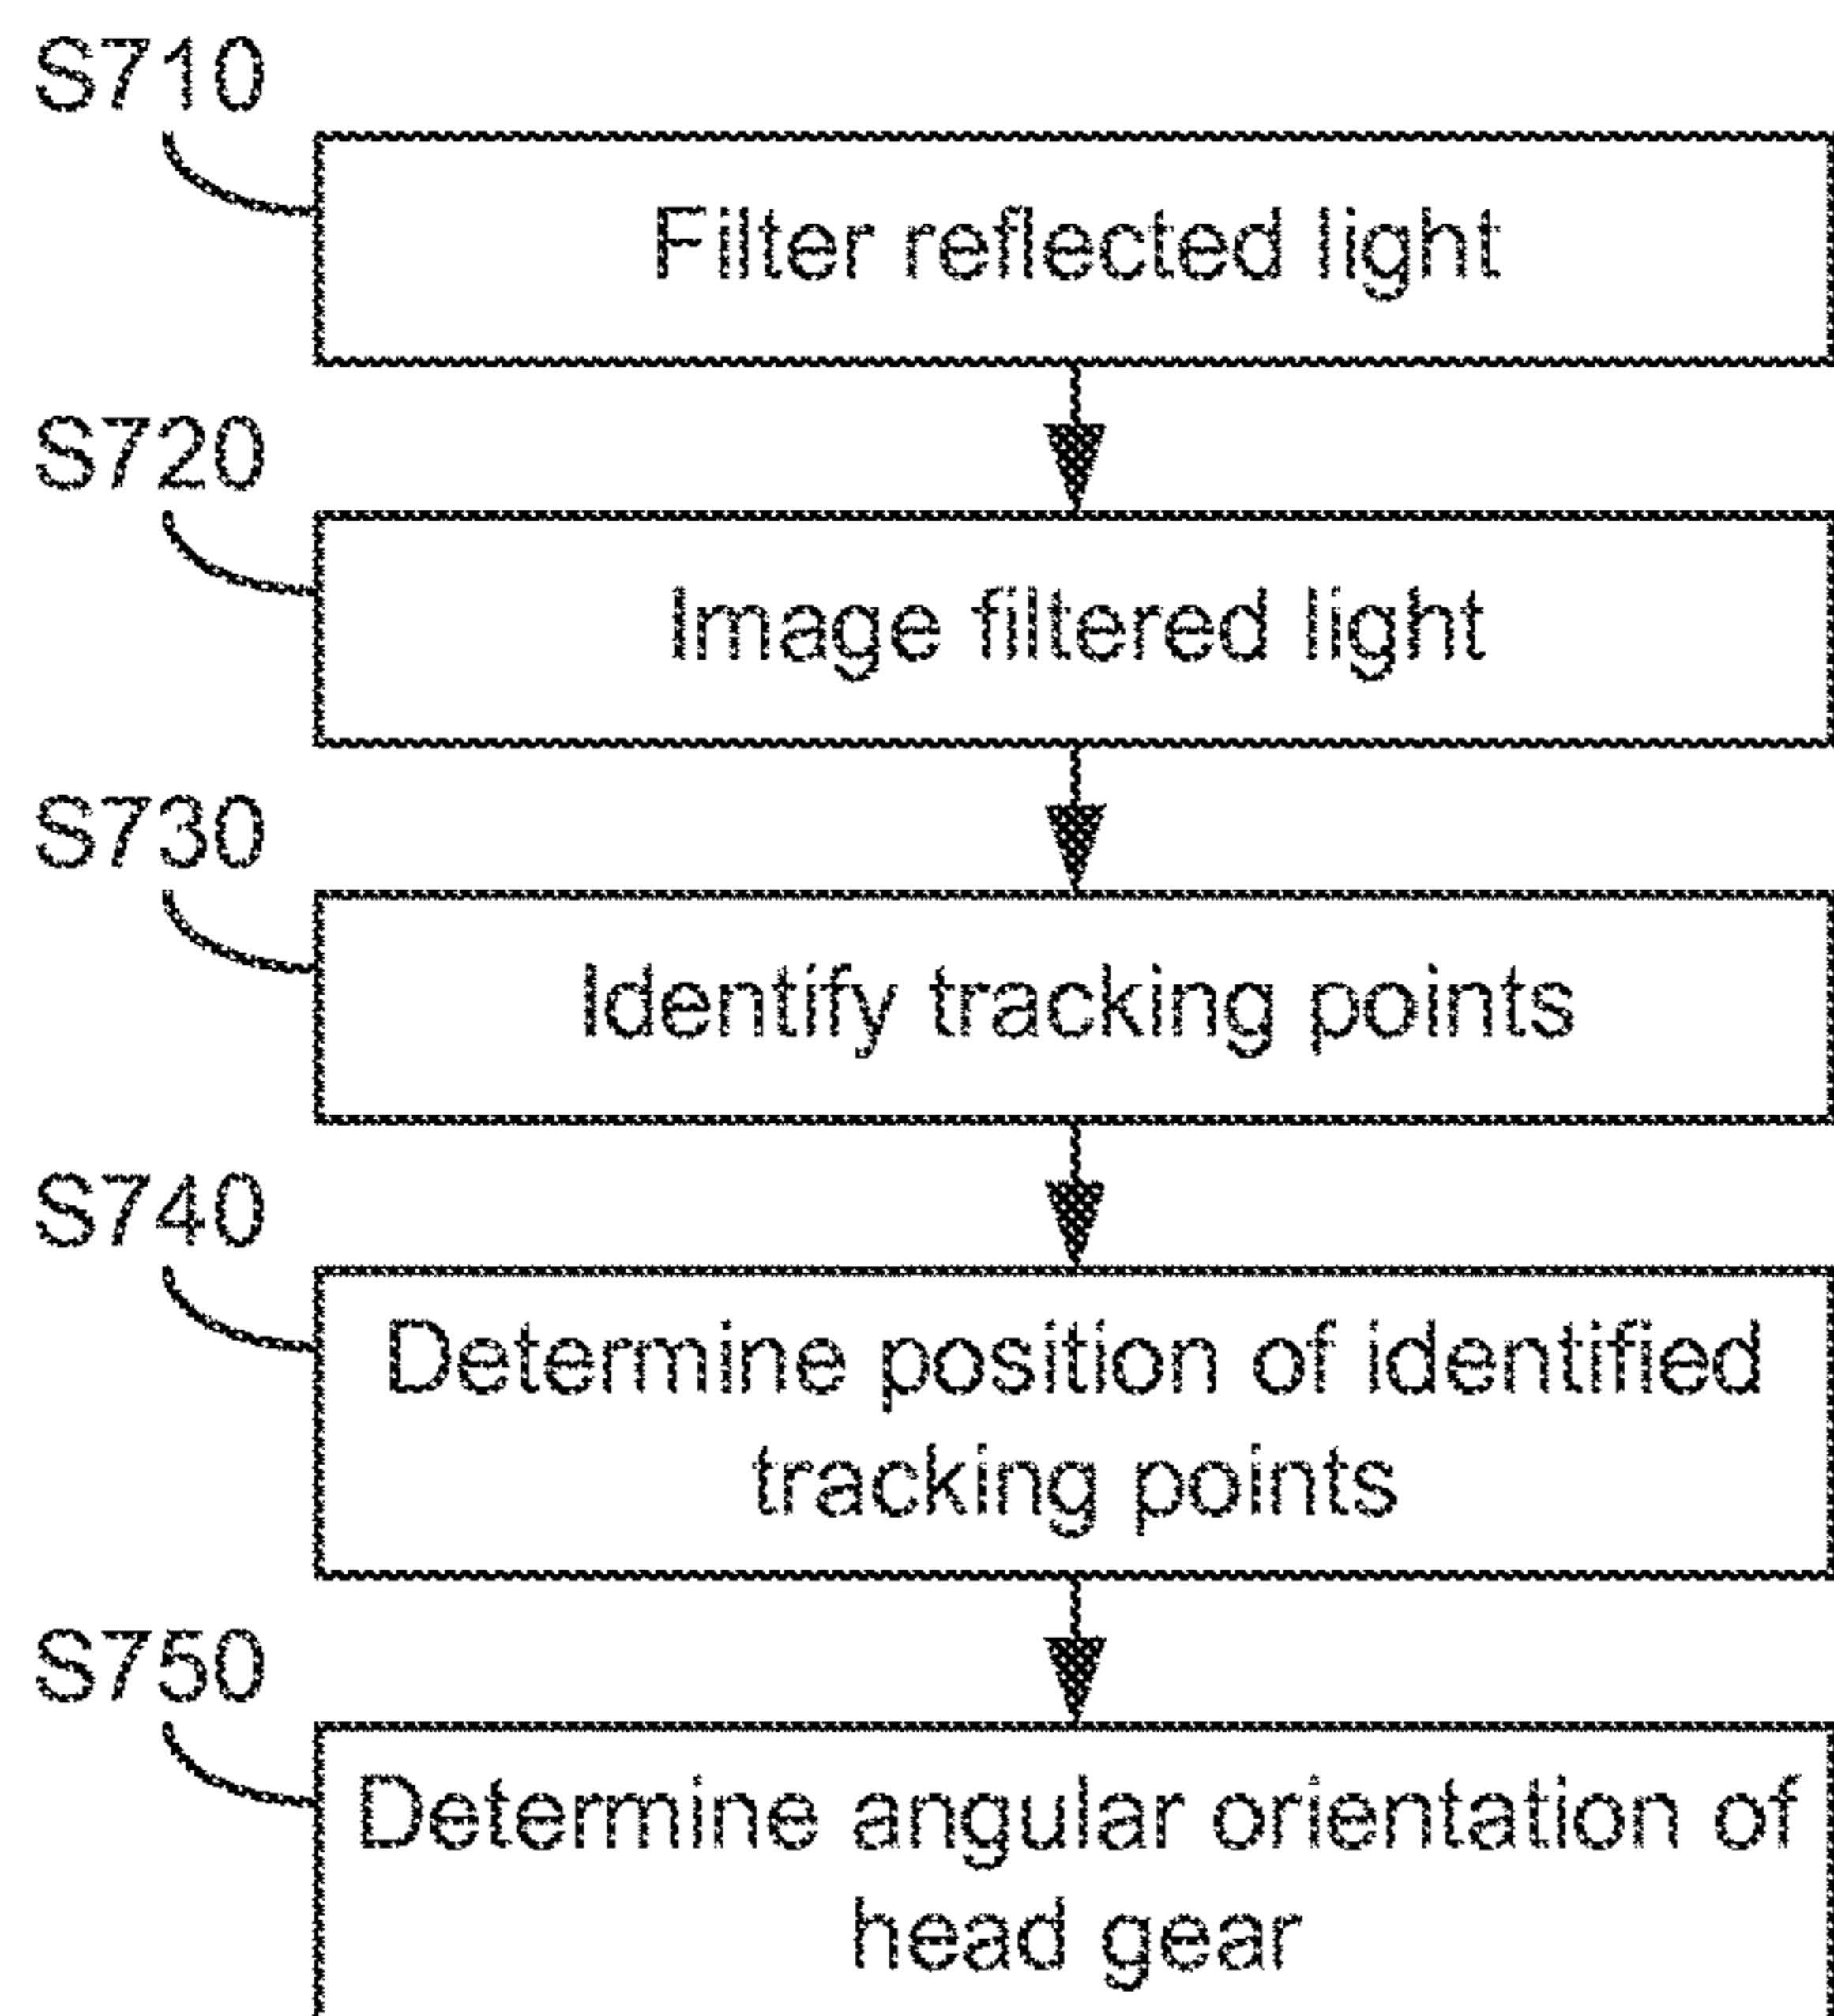 S710
Filter reflected light
S720
Image filtered light
S730
Identify tracking points
S740
Determine position of identified
tracking points
S750
Determine angular orientation of
head gear